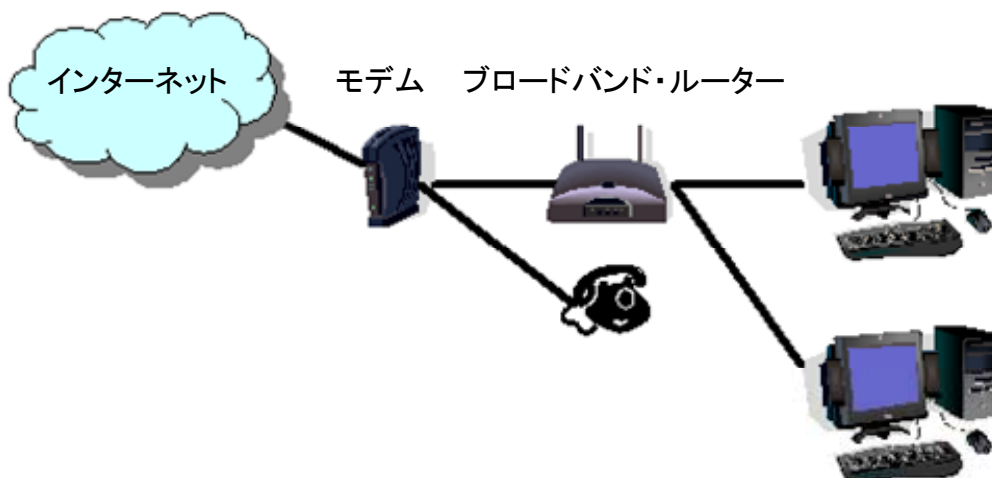 インターネット
モデム
ブロードバンド・ルーター